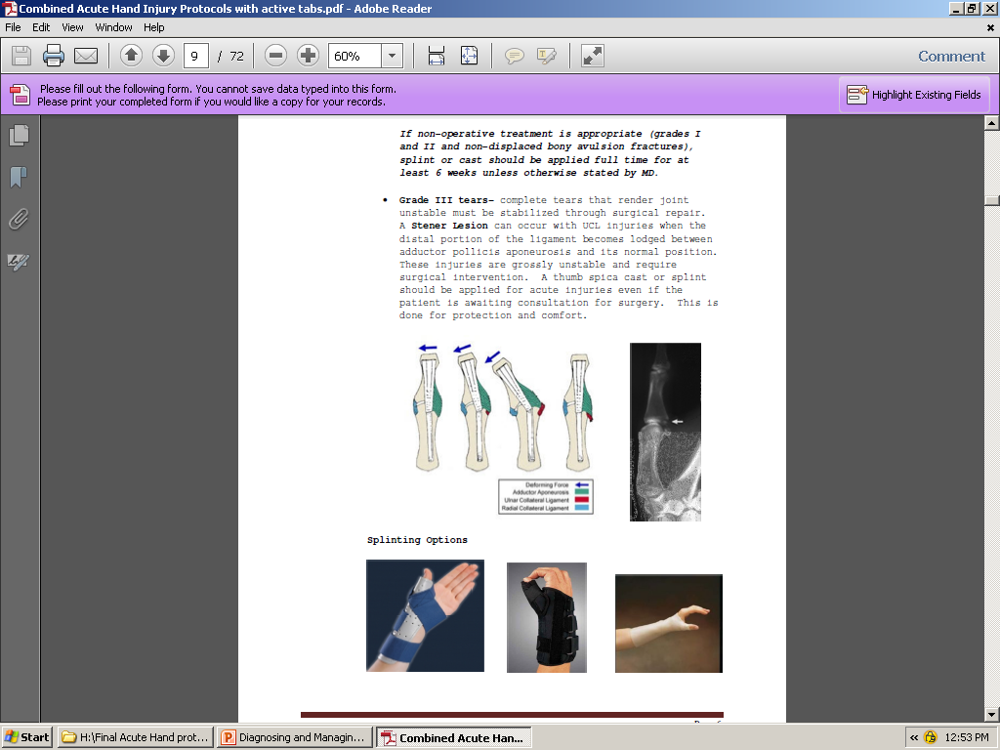 Combined Acute Hand Injury Protocols with active tabs.pdf - Adobe Reader
File Edit View Window Help
9 / 72 60% Comment
Please fill out the following form. You cannot save data typed into this form.
Please print your completed form if you would like a copy for your records.
Highlight Existing Fields
If non-operative treatment is appropriate (grades I
and II and non-displaced bony avulsion fractures),
splint or cast should be applied full time for at
least 6 weeks unless otherwise stated by MD.
• Grade III tears– complete tears that render joint
unstable must be stabilized through surgical repair.
A Stener Lesion can occur with UCL injuries when the
distal portion of the ligament becomes lodged between
adductor pollicis aponeurosis and its normal position.
These injuries are grossly unstable and require
surgical intervention. A thumb spica cast or splint
should be applied for acute injuries even if the
patient is awaiting consultation for surgery. This is
done for protection and comfort.
Deforming Force
Adductor Aponeurosis
Ulnar Collateral Ligament
Radial Collateral Ligament
Splinting Options
Start
H:\Final Acute Hand prot...
Diagnosing and Managin...
Combined Acute Han...
12:53 PM